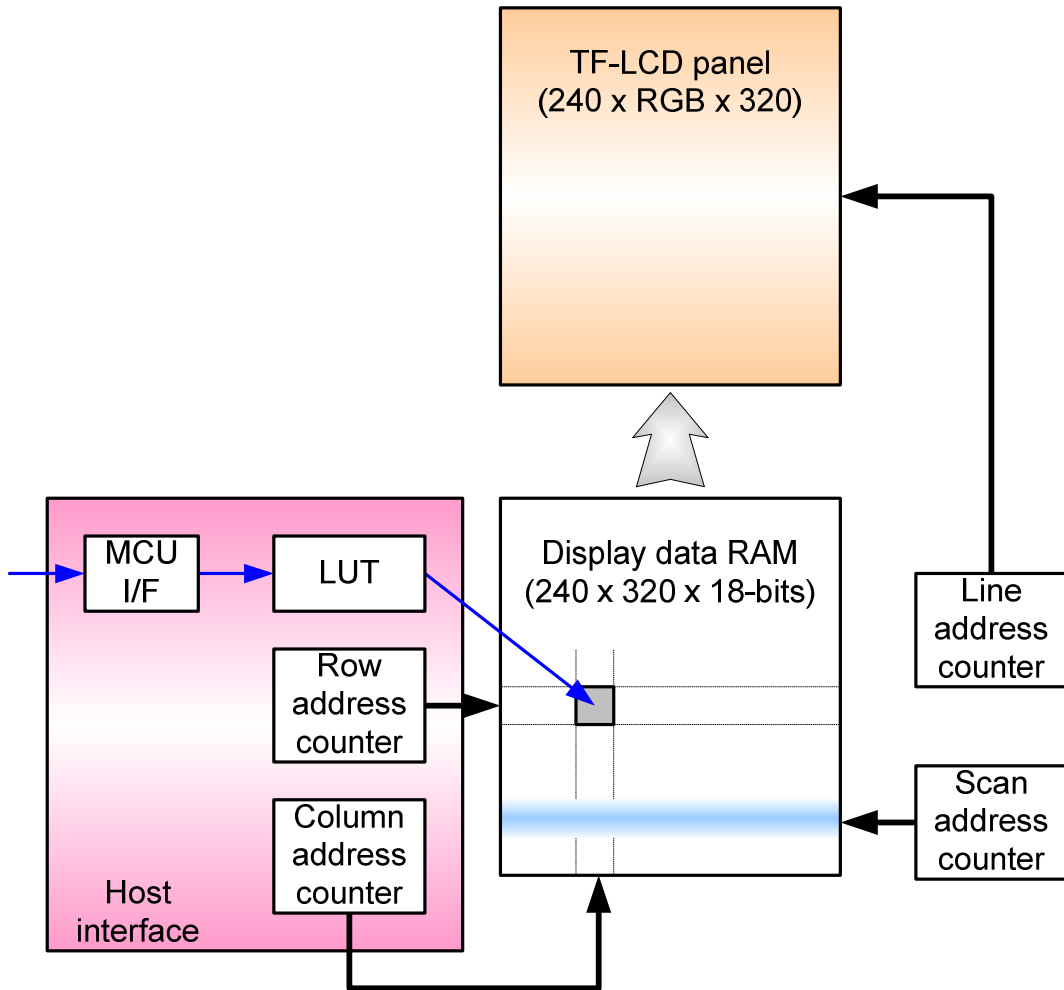 TF-LCD panel
(240 x RGB x 320)
MCU
I/F
LUT
Display data RAM
(240 x 320 x 18-bits)
Line
address
counter
Row
address
counter
Scan
address
counter
Column
address
counter
Host
interface